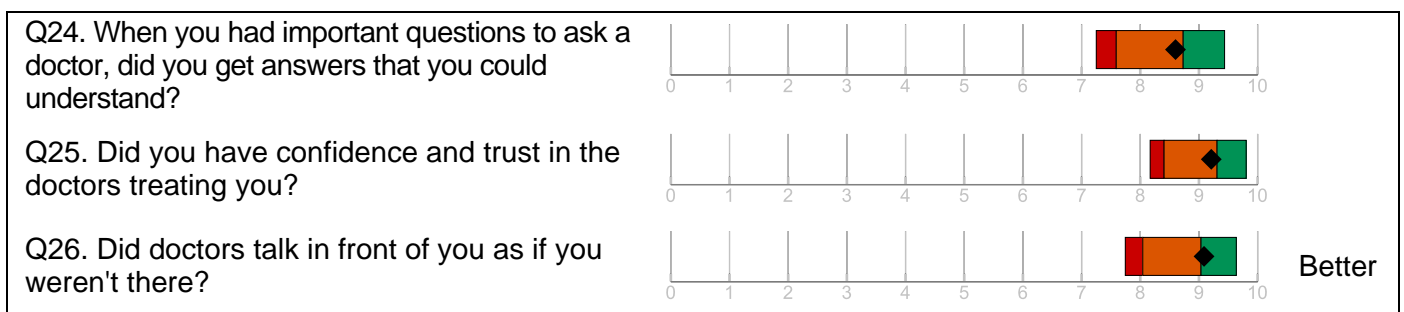 Q24. When you had important questions to ask a
doctor, did you get answers that you could
understand?
0 1 2 3 4 5 6 7 8 9 10
Q25. Did you have confidence and trust in the
doctors treating you?
0 1 2 3 4 5 6 7 8 9 10
Q26. Did doctors talk in front of you as if you
weren't there?
0 1 2 3 4 5 6 7 8 9 10
Better